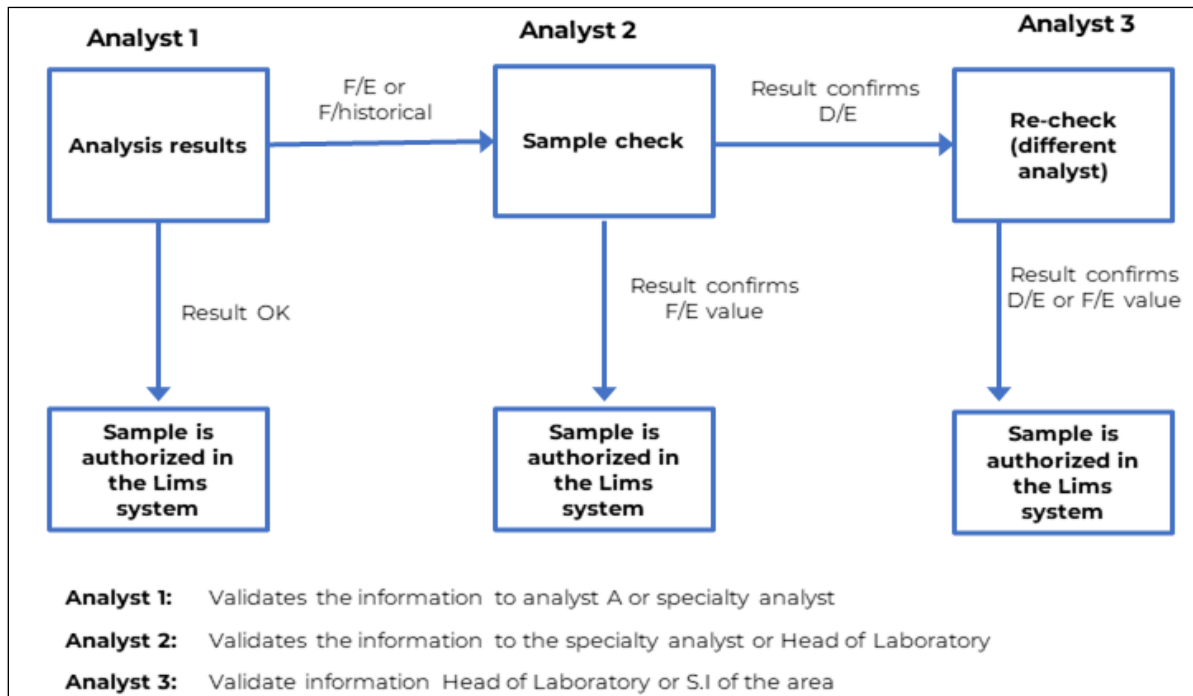 Analyst 1
Analyst 2
Analyst 3
Analysis results
F/E or
F/historical
Sample check
Result confirms
D/E
Re-check
(different
analyst)
Result OK
Result confirms
F/E value
Result confirms
D/E or F/E value
Sample is
authorized in
the Lims
system
Sample is
authorized in
the Lims
system
Sample is
authorized in
the Lims
system
Analyst 1: Validates the information to analyst A or specialty analyst
Analyst 2: Validates the information to the specialty analyst or Head of Laboratory
Analyst 3: Validate information Head of Laboratory or S.I of the area